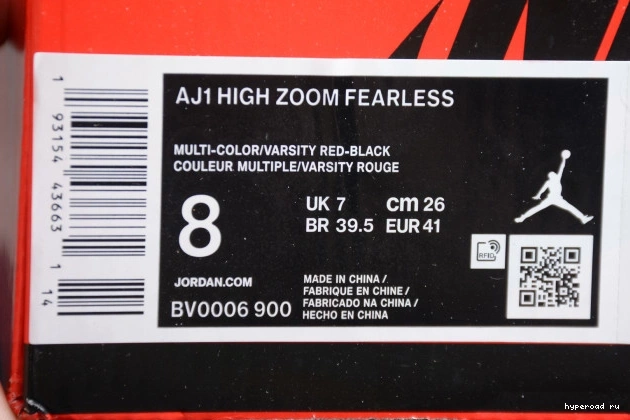 AJ1 HIGH ZOOM FEARLESS
MULTI-COLOR/VARSITY RED-BLACK
COULEUR MULTIPLE/VARSITY ROUGE
8
UK 7 cm 26
BR 39.5 EUR 41
RFID
JORDAN.COM
BV0006 900
MADE IN CHINA /
FABRIQUE EN CHINE /
FABRICADO NA CHINA /
HECHO EN CHINA
1 93154 43663 1 14
hyperoad ru